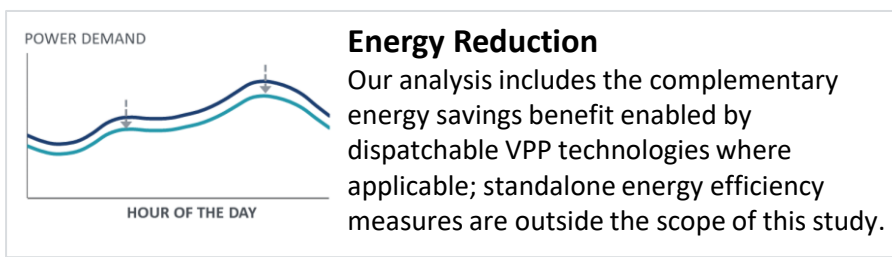 POWER DEMAND
HOUR OF THE DAY
Energy Reduction
Our analysis includes the complementary
energy savings benefit enabled by
dispatchable VPP technologies where
applicable; standalone energy efficiency
measures are outside the scope of this study.